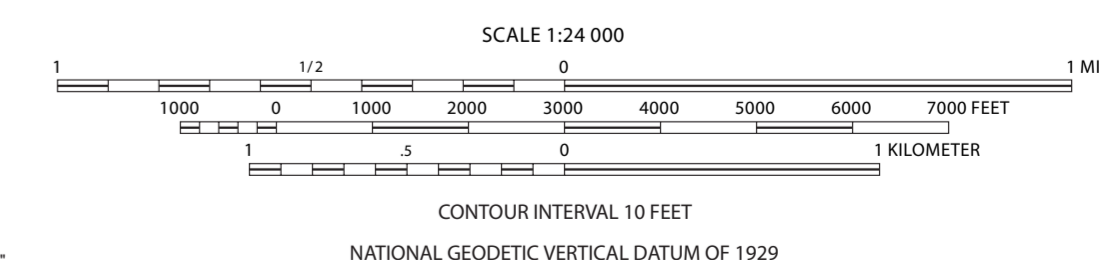 SCALE 1:24 000
1 1/2 0 1 MI
1000 0 1000 2000 3000 4000 5000 6000 7000 FEET
1 .5 0 1 KILOMETER
CONTOUR INTERVAL 10 FEET
" NATIONAL GEODETIC VERTICAL DATUM OF 1929